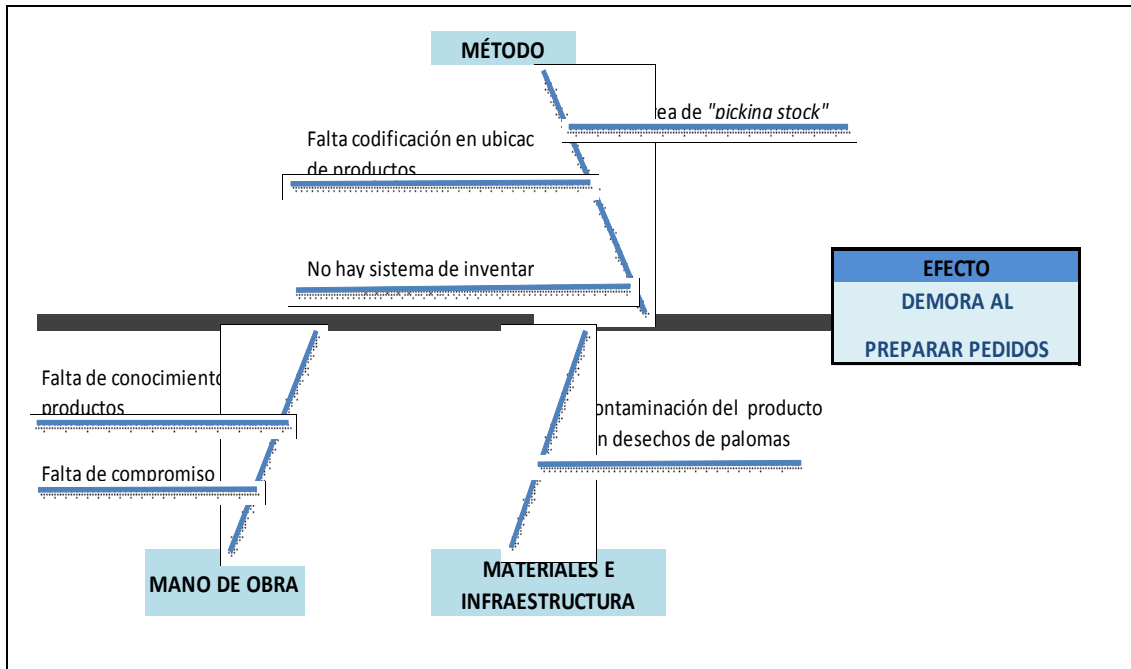 MÉTODO
rea de "picking stock"
Falta codificación en ubicac
de productos
No hay sistema de inventar
EFECTO
DEMORA AL
PREPARAR PEDIDOS
Falta de conocimiento
productos
ontaminación del producto
n desechos de palomas
Falta de compromiso
MANO DE OBRA
MATERIALES E
INFRAESTRUCTURA